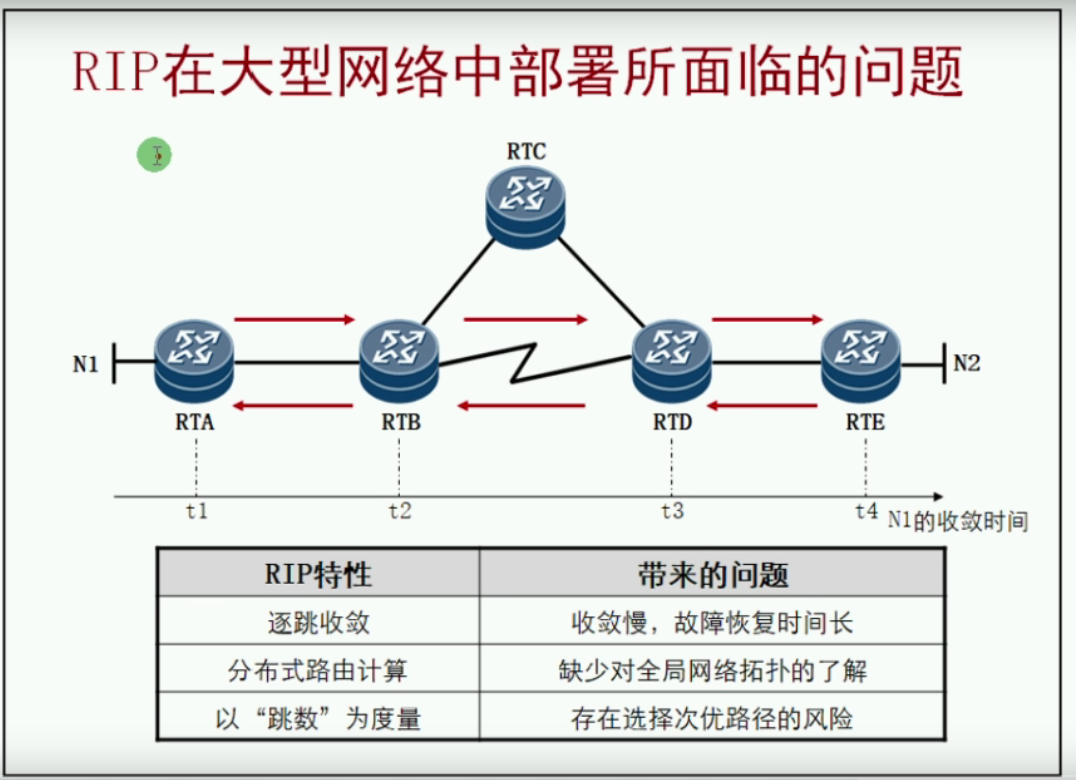 RIP在大型网络中部署所面临的问题
RTC
N1
N2
RTA
RTB
RTD
RTE
t1
t2
t3
t4
N1的收敛时间
RIP特性
带来的问题
逐跳收敛
收敛慢，故障恢复时间长
分布式路由计算
缺少对全局网络拓扑的了解
以“跳数”为度量
存在选择次优路径的风险